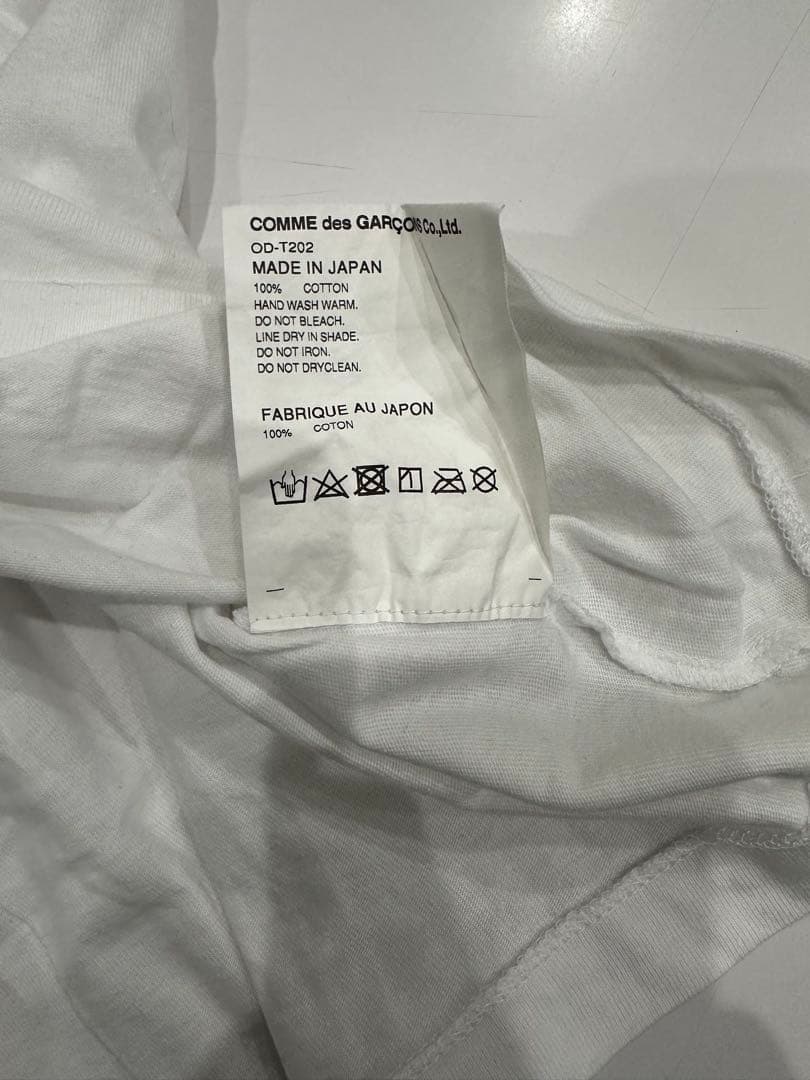 COMME des GARÇONS Co.,Ltd.
OD-T202
MADE IN JAPAN
100% COTTON
HAND WASH WARM.
DO NOT BLEACH.
LINE DRY IN SHADE.
DO NOT IRON.
DO NOT DRYCLEAN.
FABRIQUE AU JAPON
100% COTON